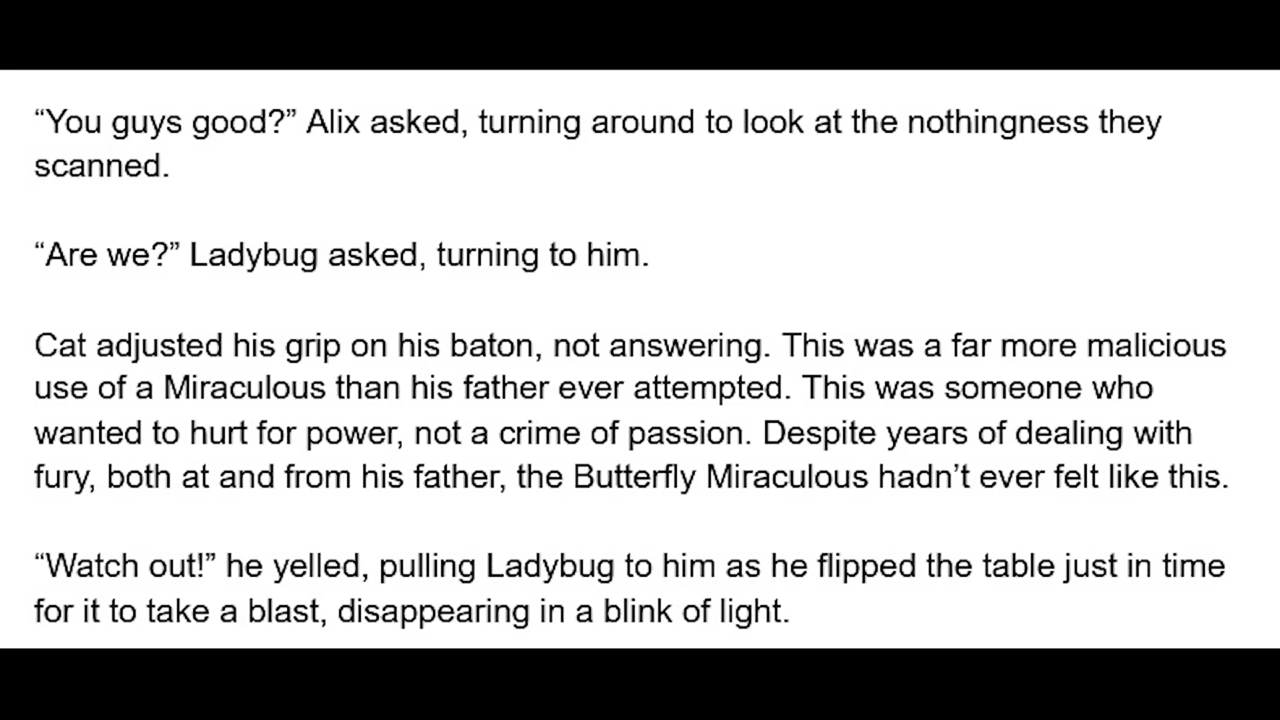 “You guys good?” Alix asked, turning around to look at the nothingness they
scanned.
“Are we?” Ladybug asked, turning to him.
Cat adjusted his grip on his baton, not answering. This was a far more malicious
use of a Miraculous than his father ever attempted. This was someone who
wanted to hurt for power, not a crime of passion. Despite years of dealing with
fury, both at and from his father, the Butterfly Miraculous hadn’t ever felt like this.
“Watch out!” he yelled, pulling Ladybug to him as he flipped the table just in time
for it to take a blast, disappearing in a blink of light.